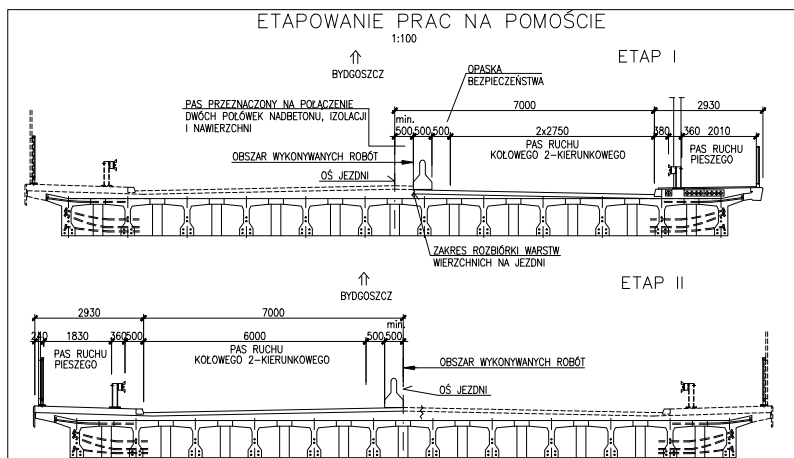 ETAPOWANIE PRAC NA POMOŚCIE
1:100
ETAP I
BYDGOSZCZ
OPASKA
BEZPIECZEŃSTWA
PAS PRZEZNACZONY NA POŁĄCZENIE
DWÓCH POŁÓWEK NADBETONU, IZOLACJI
I NAWIERZCHNI
7000
2930
min.
500
500
500
2x2750
380
360
2010
PAS RUCHU
KOŁOWEGO 2-KIERUNKOWEGO
PAS RUCHU
PIESZEGO
OBSZAR WYKONYWANYCH ROBÓT
OŚ JEZDNI
ZAKRES ROZBIÓRKI WARSTW
WIERZCHNICH NA JEZDNI
ETAP II
BYDGOSZCZ
2930
7000
240
1830
360
500
6000
500
min.
500
PAS RUCHU
PIESZEGO
PAS RUCHU
KOŁOWEGO 2-KIERUNKOWEGO
OBSZAR WYKONYWANYCH ROBÓT
OŚ JEZDNI